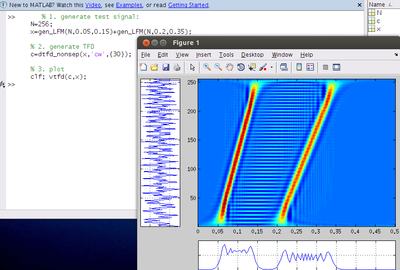 New to MATLAB? Watch this Video, see Examples, or read Getting Started.
Name
>> % 1. generate test signal:
N=256;
x=gen_LFM(N,0.05,0.15)+gen_LFM(N,0.2,0.35);
% 2. generate TFD
c=dtfd_nonsep(x,'cw',{30});
% 3. plot
clf; vtfd(c,x);
>>
N
c
x
Figure 1
File Edit View Insert Tools Desktop Window Help
250
200
150
100
50
0 0.05 0.1 0.15 0.2 0.25 0.3 0.35 0.4 0.45 0.5